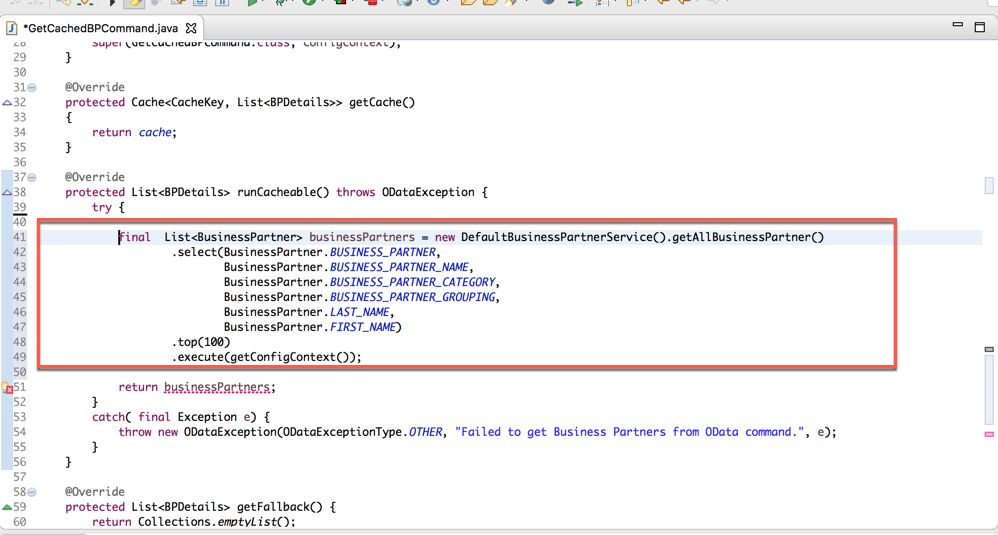 *GetCachedBPCommand.java
28 super(GetCachedBPCommand.class, configContext);
29 }
30
31 @Override
32 protected Cache<CacheKey, List<BPDetails>> getCache()
33 {
34 return cache;
35 }
36
37 @Override
38 protected List<BPDetails> runCacheable() throws ODataException {
39 try {
40
41 final List<BusinessPartner> businessPartners = new DefaultBusinessPartnerService().getAllBusinessPartner()
42 .select(BusinessPartner.BUSINESS_PARTNER,
43 BusinessPartner.BUSINESS_PARTNER_NAME,
44 BusinessPartner.BUSINESS_PARTNER_CATEGORY,
45 BusinessPartner.BUSINESS_PARTNER_GROUPING,
46 BusinessPartner.LAST_NAME,
47 BusinessPartner.FIRST_NAME)
48 .top(100)
49 .execute(getConfigContext());
50
51 return businessPartners;
52 }
53 catch( final Exception e) {
54 throw new ODataException(ODataExceptionType.OTHER, "Failed to get Business Partners from OData command.", e);
55 }
56 }
57
58 @Override
59 protected List<BPDetails> getFallback() {
60 return Collections.emptyList();